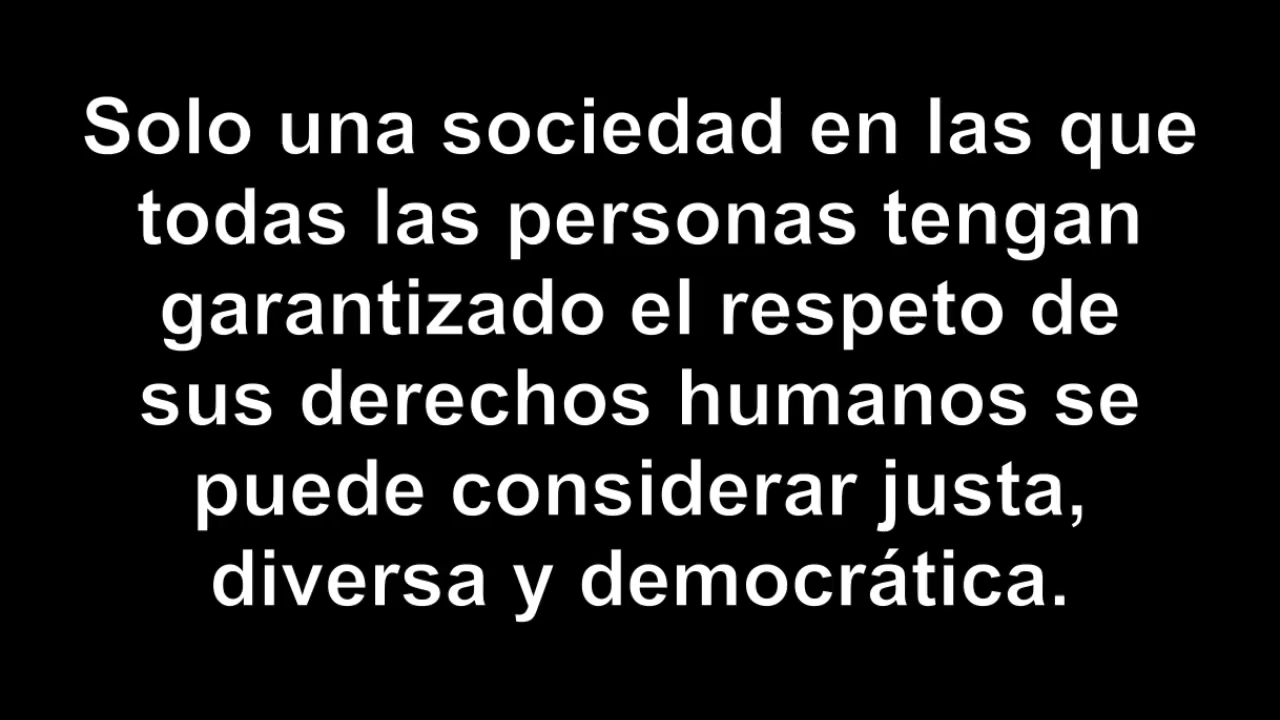 Solo una sociedad en las que
todas las personas tengan
garantizado el respeto de
sus derechos humanos se
puede considerar justa,
diversa y democrática.